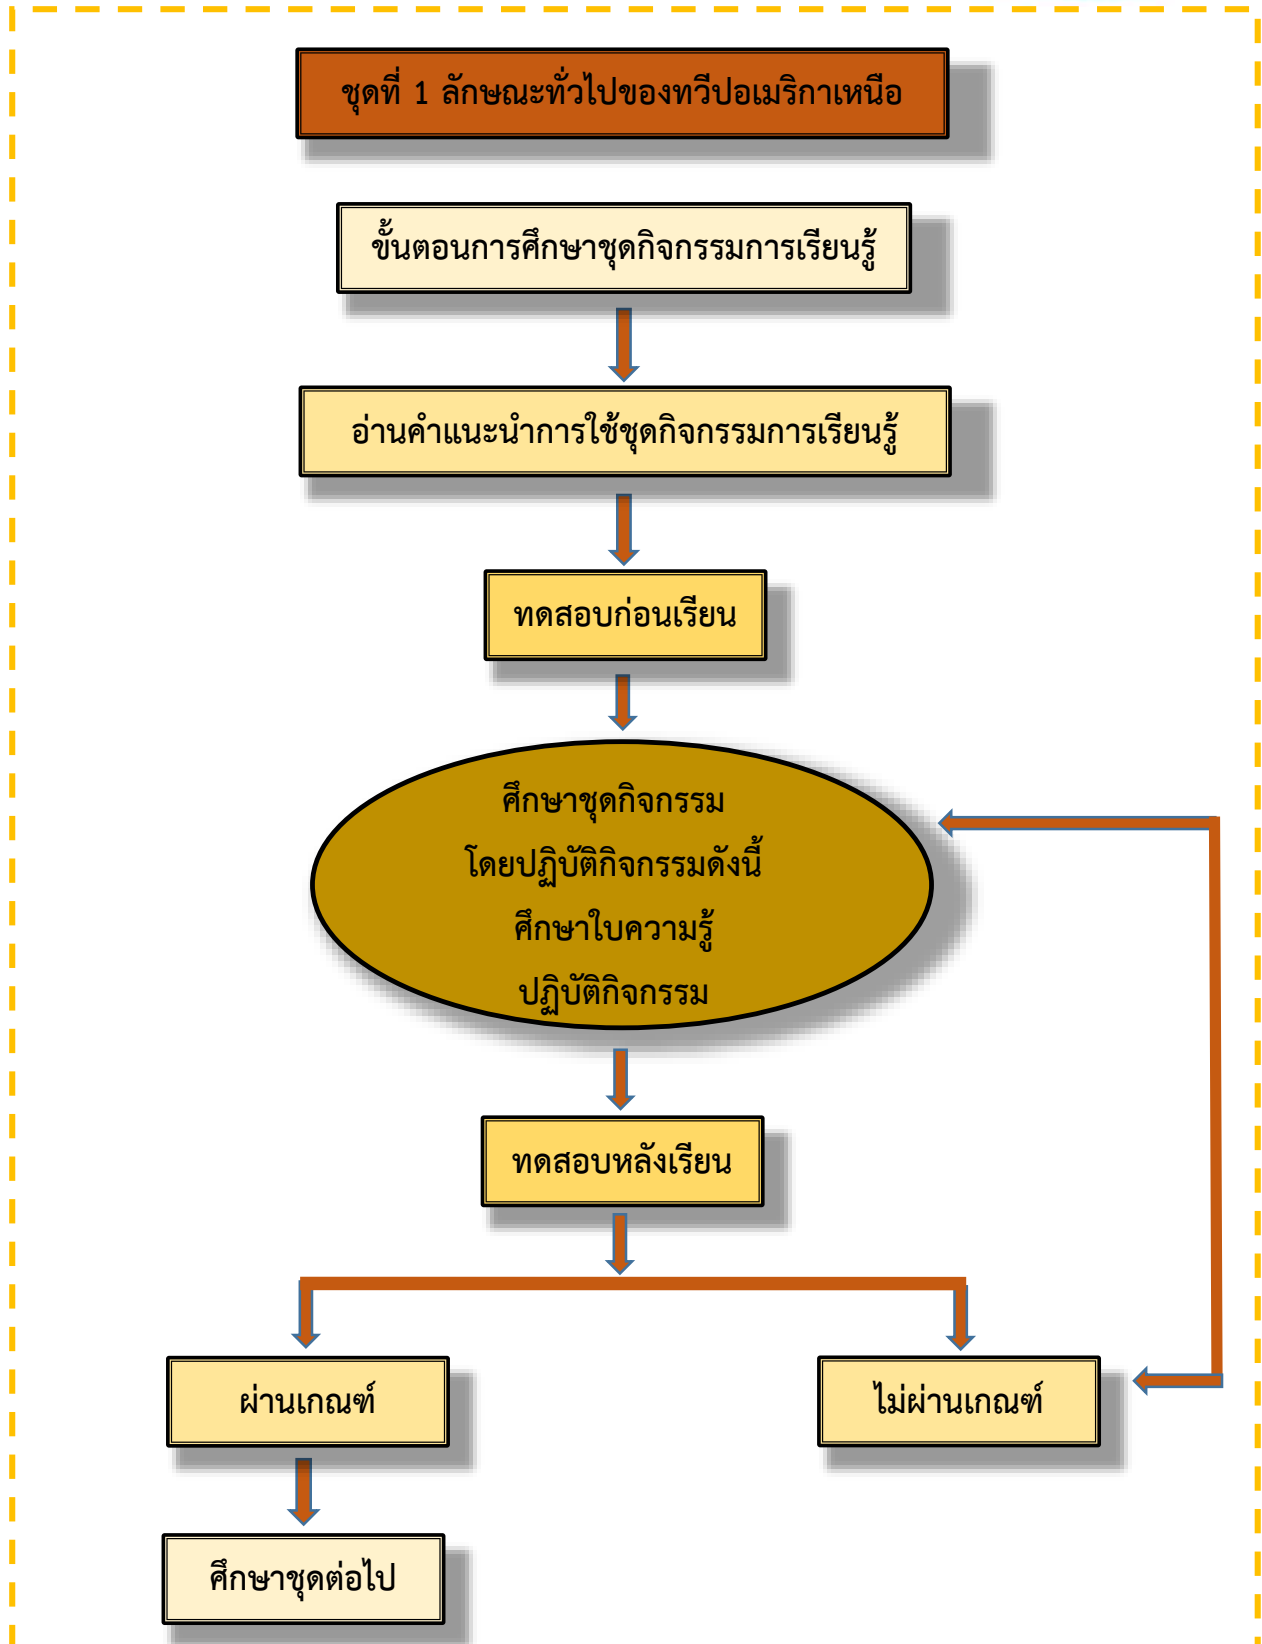 ชุดที่ 1 ลักษณะทั่วไปของทวีปอเมริกาเหนือ
ขั้นตอนการศึกษาชุดกิจกรรมการเรียนรู้
อ่านคำแนะนำการใช้ชุดกิจกรรมการเรียนรู้
ทดสอบก่อนเรียน
ศึกษาชุดกิจกรรม
โดยปฏิบัติกิจกรรมดังนี้
ศึกษาใบความรู้
ปฏิบัติกิจกรรม
ทดสอบหลังเรียน
ผ่านเกณฑ์
ไม่ผ่านเกณฑ์
ศึกษาชุดต่อไป